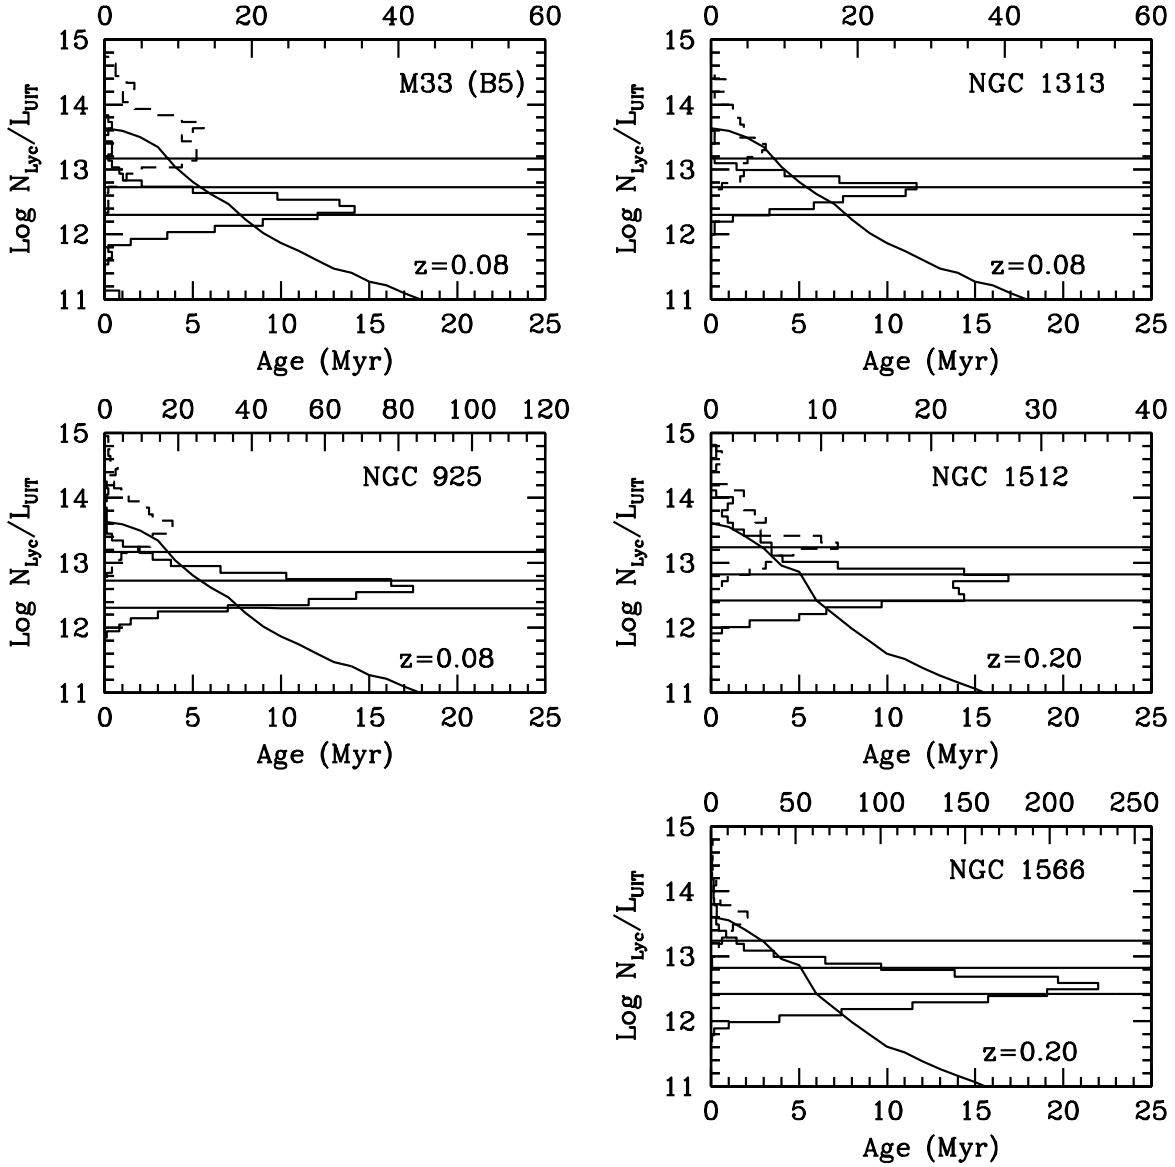 0 20 40 60
15
14
13
12
11
Log N_Lyc/L_UIT
M33 (B5)
z=0.08
0 5 10 15 20 25
Age (Myr)
0 20 40 60
15
14
13
12
11
Log N_Lyc/L_UIT
NGC 1313
z=0.08
0 5 10 15 20 25
Age (Myr)
0 20 40 60 80 100 120
15
14
13
12
11
Log N_Lyc/L_UIT
NGC 925
z=0.08
0 5 10 15 20 25
Age (Myr)
0 10 20 30 40
15
14
13
12
11
Log N_Lyc/L_UIT
NGC 1512
z=0.20
0 5 10 15 20 25
Age (Myr)
0 50 100 150 200 250
15
14
13
12
11
Log N_Lyc/L_UIT
NGC 1566
z=0.20
0 5 10 15 20 25
Age (Myr)